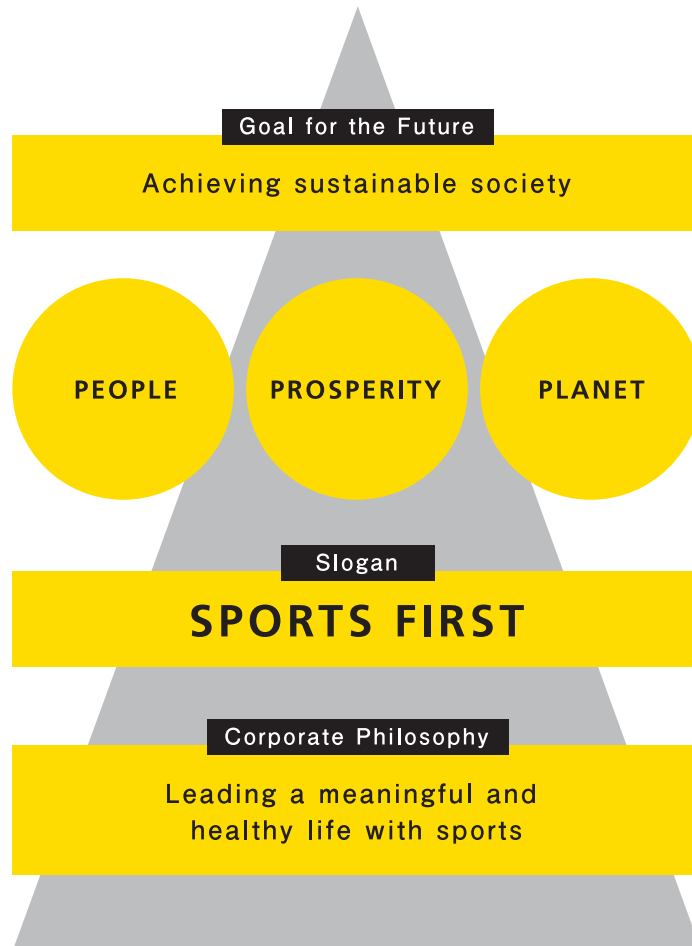 Goal for the Future
Achieving sustainable society
PEOPLE
PROSPERITY
PLANET
Slogan
SPORTS FIRST
Corporate Philosophy
Leading a meaningful and
healthy life with sports